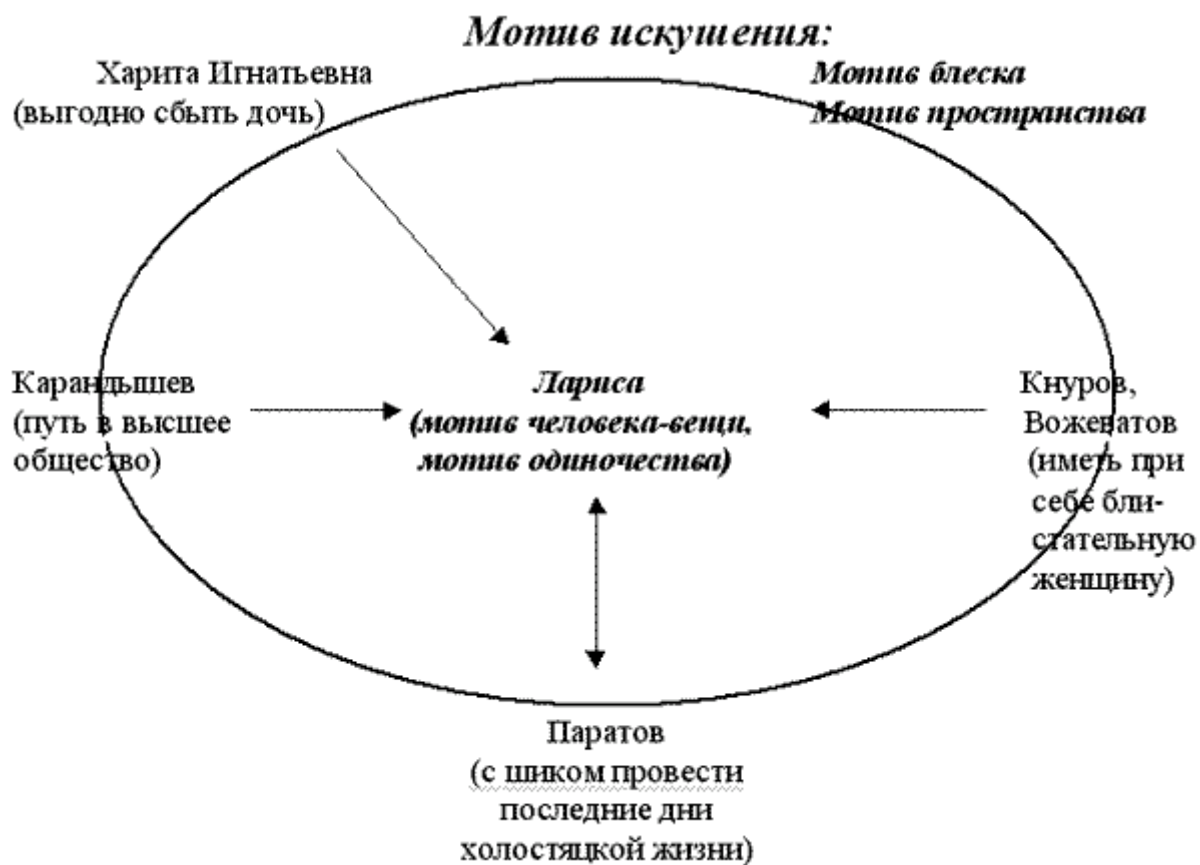 Мотив искушения:
Харита Игнатьевна
(выгодно сбыть дочь)
Мотив блеска
Мотив пространства
Карандышев
(путь в высшее
общество)
Лариса
(мотив человека-вещи,
мотив одиночества)
Кнуров,
Вожеватов
(иметь при
себе бли-
стательную
женщину)
Паратов
(с шиком провести
последние дни
холостяцкой жизни)